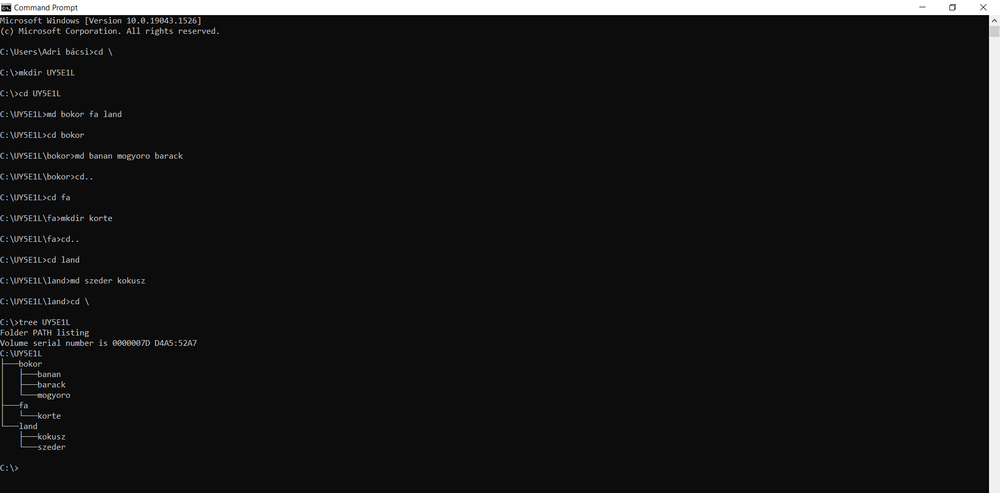 Command Prompt
Microsoft Windows [Version 10.0.19043.1526]
(c) Microsoft Corporation. All rights reserved.
C:\Users\Adri bácsi>cd \
C:\>mkdir UY5E1L
C:\>cd UY5E1L
C:\UY5E1L>md bokor fa land
C:\UY5E1L>cd bokor
C:\UY5E1L\bokor>md banan mogyoro barack
C:\UY5E1L\bokor>cd..
C:\UY5E1L>cd fa
C:\UY5E1L\fa>mkdir korte
C:\UY5E1L\fa>cd..
C:\UY5E1L>cd land
C:\UY5E1L\land>md szeder kokusz
C:\UY5E1L\land>cd \
C:\>tree UY5E1L
Folder PATH listing
Volume serial number is 0000007D D4A5:52A7
C:\UY5E1L
├───bokor
│   ├───banan
│   ├───barack
│   └───mogyoro
├───fa
│   └───korte
└───land
    ├───kokusz
    └───szeder
C:\>